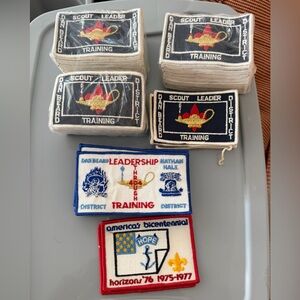 SCOUT LEADER
DAN BEARD
DISTRICT
TRAINING
SCOUT LEADER
DAN BEARD
DISTRICT
TRAINING
SCOUT LEADER
DAN BEARD
DISTRICT
TRAINING
SCOUT LEADER
DAN BEARD
DISTRICT
TRAINING
DAN BEARD
LEADERSHIP
NATHAN
HALE
THROUGH
DISTRICT
TRAINING
DISTRICT
america's bicentennial
HOPE
horizons '76 1975-1977